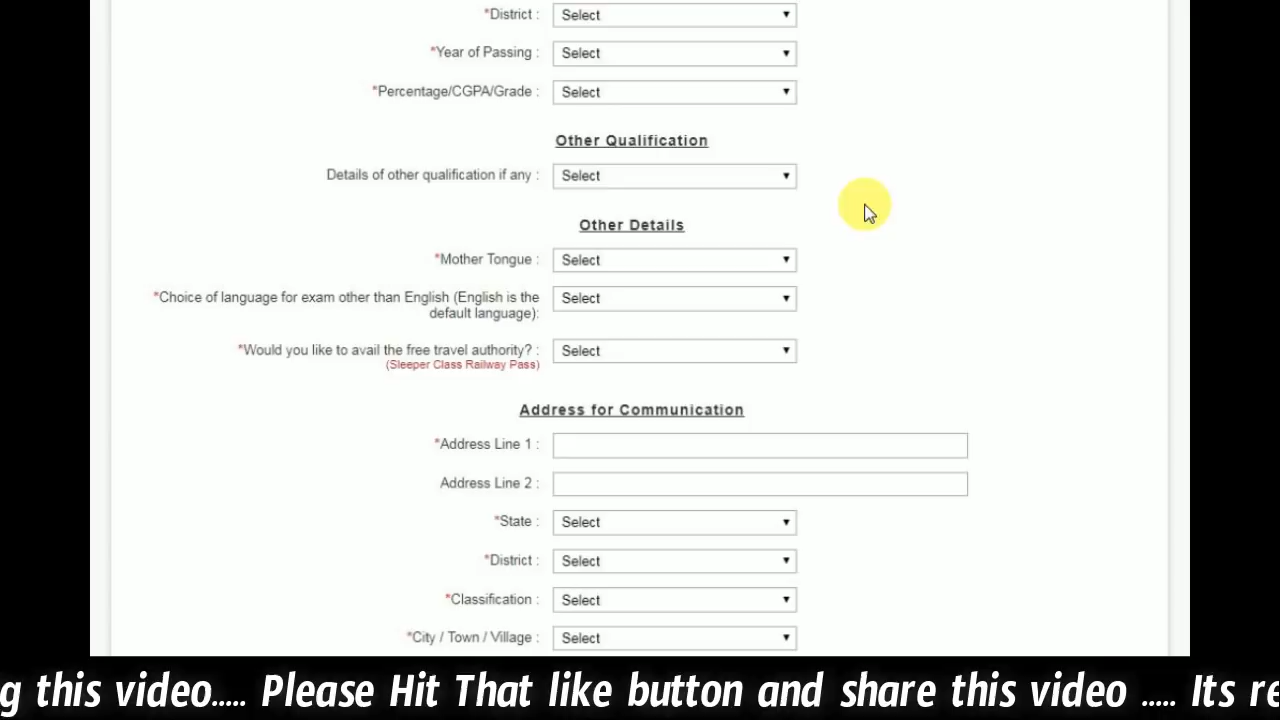 *District : Select
*Year of Passing : Select
*Percentage/CGPA/Grade : Select
Other Qualification
Details of other qualification if any : Select
Other Details
*Mother Tongue : Select
*Choice of language for exam other than English (English is the
default language): Select
*Would you like to avail the free travel authority? : Select
(Sleeper Class Railway Pass)
Address for Communication
*Address Line 1 :
Address Line 2 :
*State : Select
*District : Select
*Classification : Select
*City / Town / Village : Select
g this video..... Please Hit That like button and share this video ..... Its re